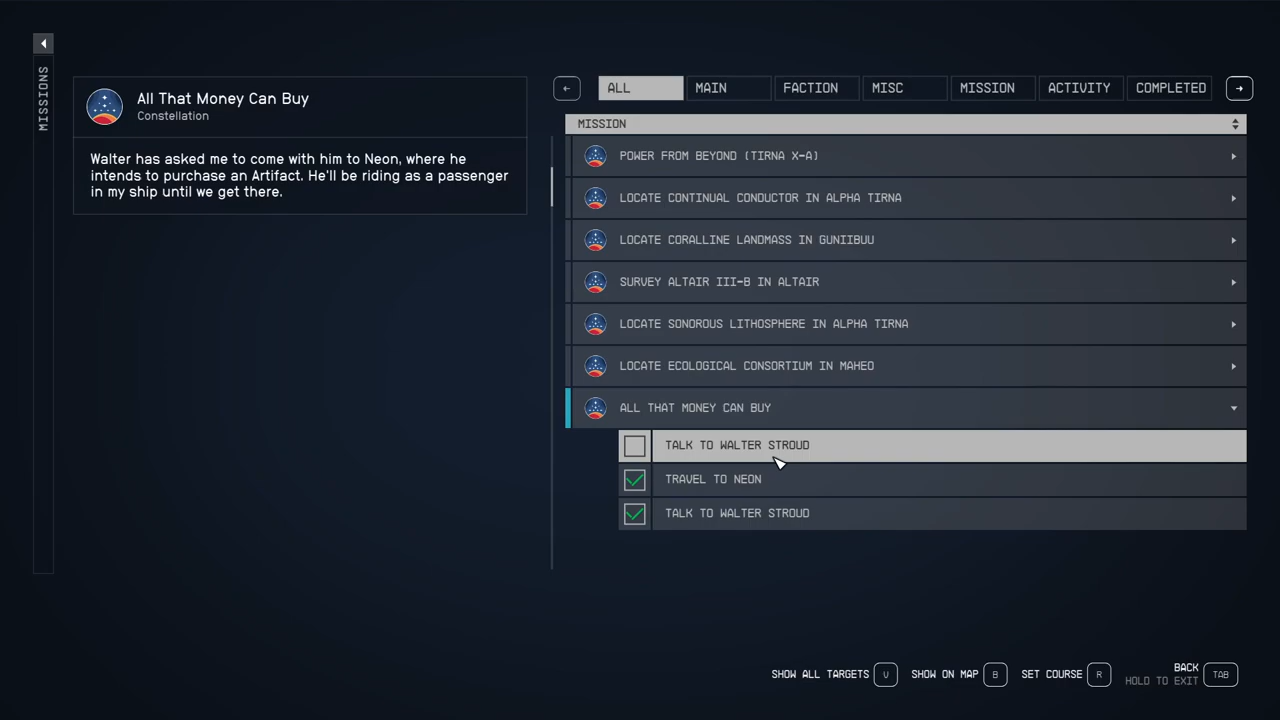 MISSIONS
All That Money Can Buy
Constellation
Walter has asked me to come with him to Neon, where he
intends to purchase an Artifact. He'll be riding as a passenger
in my ship until we get there.
ALL
MAIN
FACTION
MISC
MISSION
ACTIVITY
COMPLETED
MISSION
POWER FROM BEYOND (TIRNA X-A)
LOCATE CONTINUAL CONDUCTOR IN ALPHA TIRNA
LOCATE CORALLINE LANDMASS IN GUNIIBUU
SURVEY ALTAIR III-B IN ALTAIR
LOCATE SONOROUS LITHOSPHERE IN ALPHA TIRNA
LOCATE ECOLOGICAL CONSORTIUM IN MAHEO
ALL THAT MONEY CAN BUY
TALK TO WALTER STROUD
TRAVEL TO NEON
TALK TO WALTER STROUD
SHOW ALL TARGETS V
SHOW ON MAP B
SET COURSE R
BACK
HOLD TO EXIT TAB